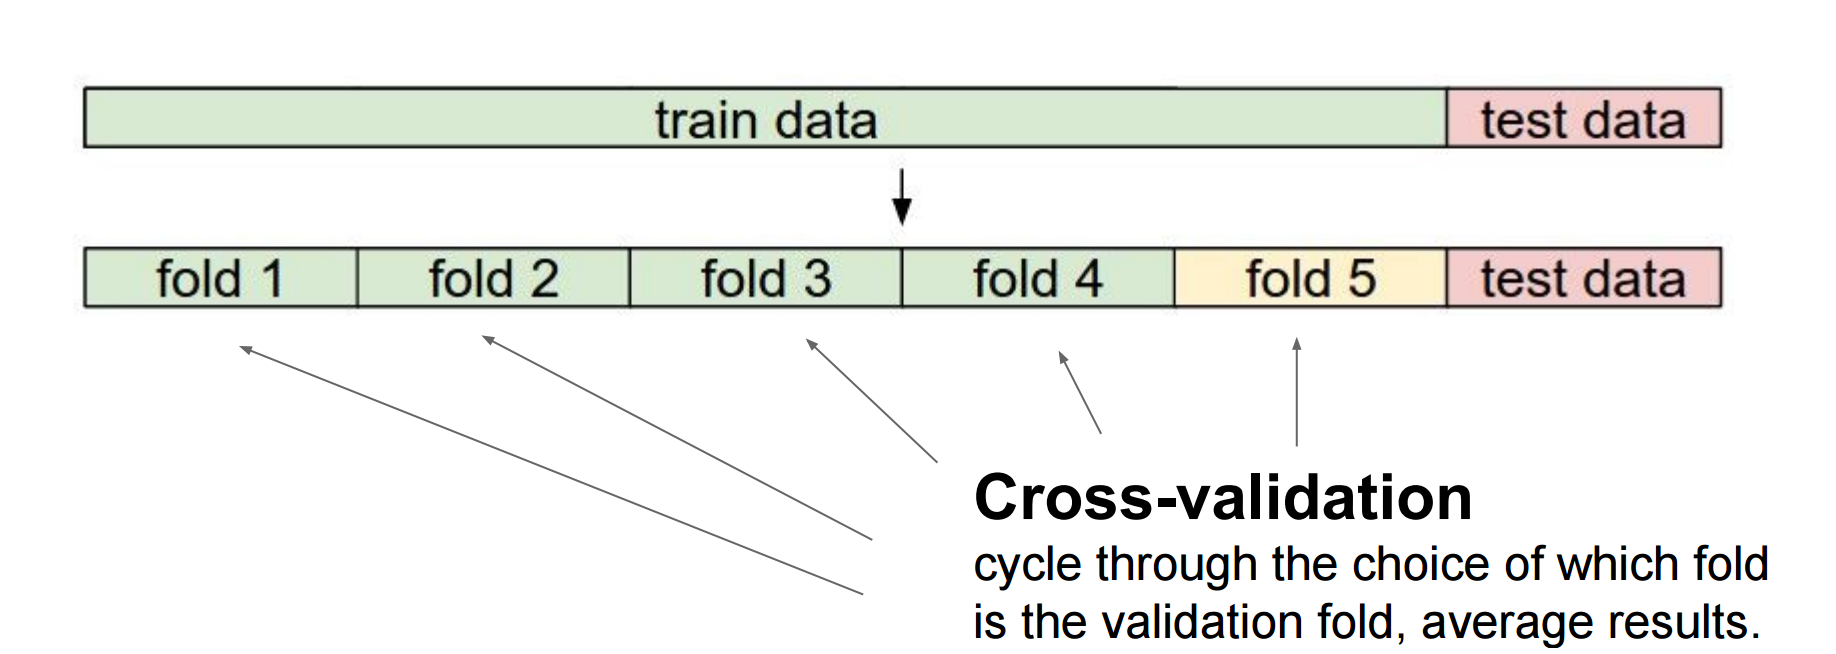 train data test data
fold 1 fold 2 fold 3 fold 4 fold 5 test data
Cross-validation
cycle through the choice of which fold
is the validation fold, average results.